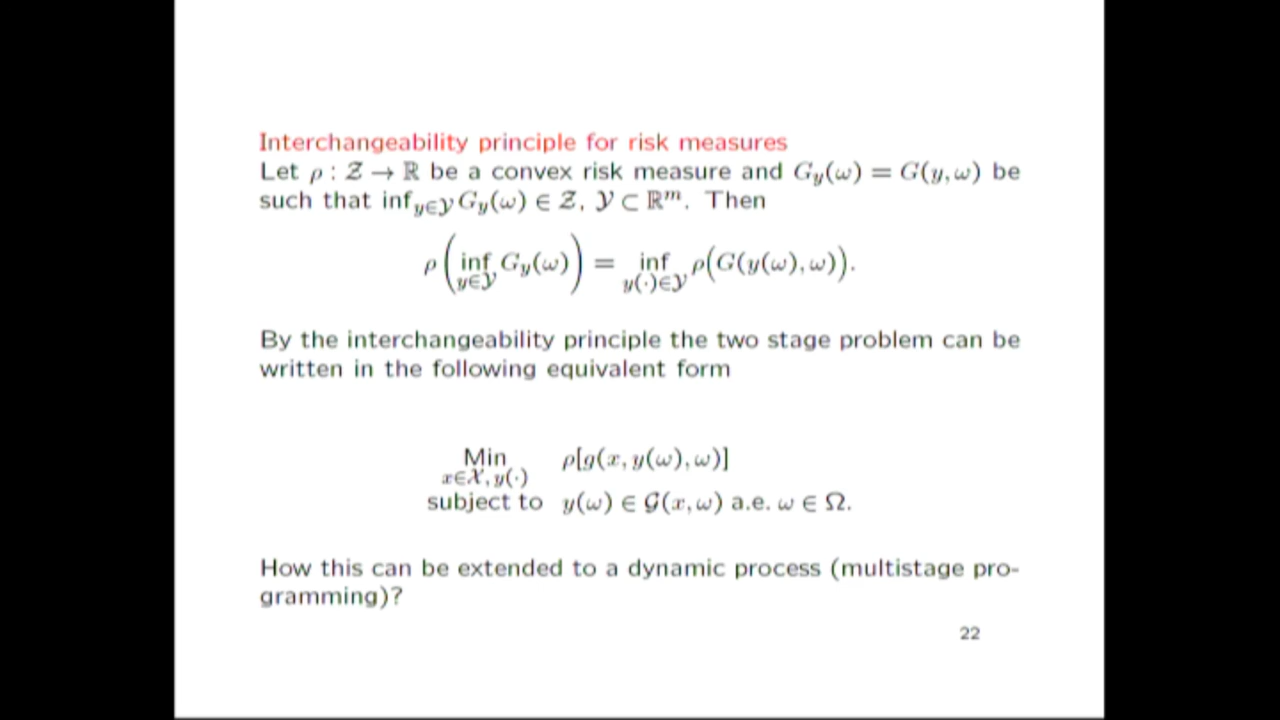 Interchangeability principle for risk measures
Let ρ : 𝒵 → ℝ be a convex risk measure and G_y(ω) = G(y, ω) be
such that inf_{y∈𝒴} G_y(ω) ∈ 𝒵, 𝒴 ⊂ ℝ^m. Then
ρ( inf_{y∈𝒴} G_y(ω) ) = inf_{y(·)∈𝒴} ρ(G(y(ω), ω)).
By the interchangeability principle the two stage problem can be
written in the following equivalent form
Min_{x∈𝒳, y(·)} ρ[g(x, y(ω), ω)]
subject to y(ω) ∈ 𝒢(x, ω) a.e. ω ∈ Ω.
How this can be extended to a dynamic process (multistage pro-
gramming)?
22